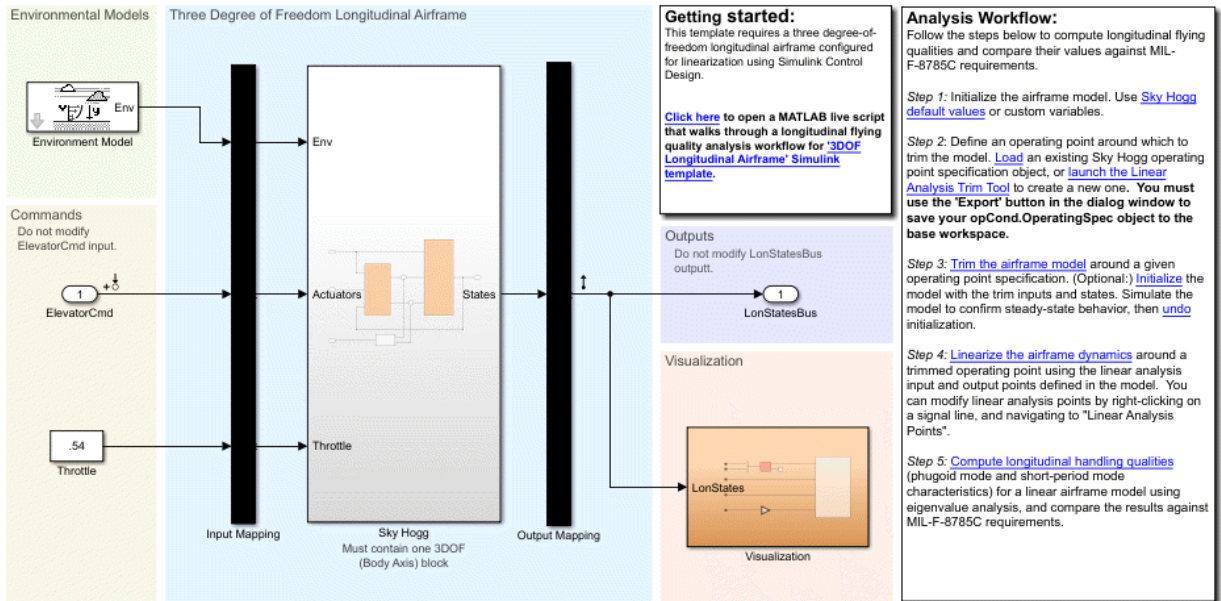 Environmental Models
Env
Environment Model
Commands
Do not modify
ElevatorCmd input.
1
ElevatorCmd
.54
Throttle
Three Degree of Freedom Longitudinal Airframe
Input Mapping
Env
Actuators
Throttle
States
Sky Hogg
Must contain one 3DOF
(Body Axis) block
Output Mapping
Getting started:
This template requires a three degree-of-
freedom longitudinal airframe configured
for linearization using Simulink Control
Design.
Click here to open a MATLAB live script
that walks through a longitudinal flying
quality analysis workflow for '3DOF
Longitudinal Airframe' Simulink
template.
Outputs
Do not modify LonStatesBus
outputt.
1
LonStatesBus
Visualization
LonStates
Visualization
Analysis Workflow:
Follow the steps below to compute longitudinal flying
qualities and compare their values against MIL-
F-8785C requirements.
Step 1: Initialize the airframe model. Use Sky Hogg
default values or custom variables.
Step 2: Define an operating point around which to
trim the model. Load an existing Sky Hogg operating
point specification object, or launch the Linear
Analysis Trim Tool to create a new one. You must
use the 'Export' button in the dialog window to
save your opCond.OperatingSpec object to the
base workspace.
Step 3: Trim the airframe model around a given
operating point specification. (Optional:) Initialize the
model with the trim inputs and states. Simulate the
model to confirm steady-state behavior, then undo
initialization.
Step 4: Linearize the airframe dynamics around a
trimmed operating point using the linear analysis
input and output points defined in the model. You
can modify linear analysis points by right-clicking on
a signal line, and navigating to "Linear Analysis
Points".
Step 5: Compute longitudinal handling qualities
(phugoid mode and short-period mode
characteristics) for a linear airframe model using
eigenvalue analysis, and compare the results against
MIL-F-8785C requirements.